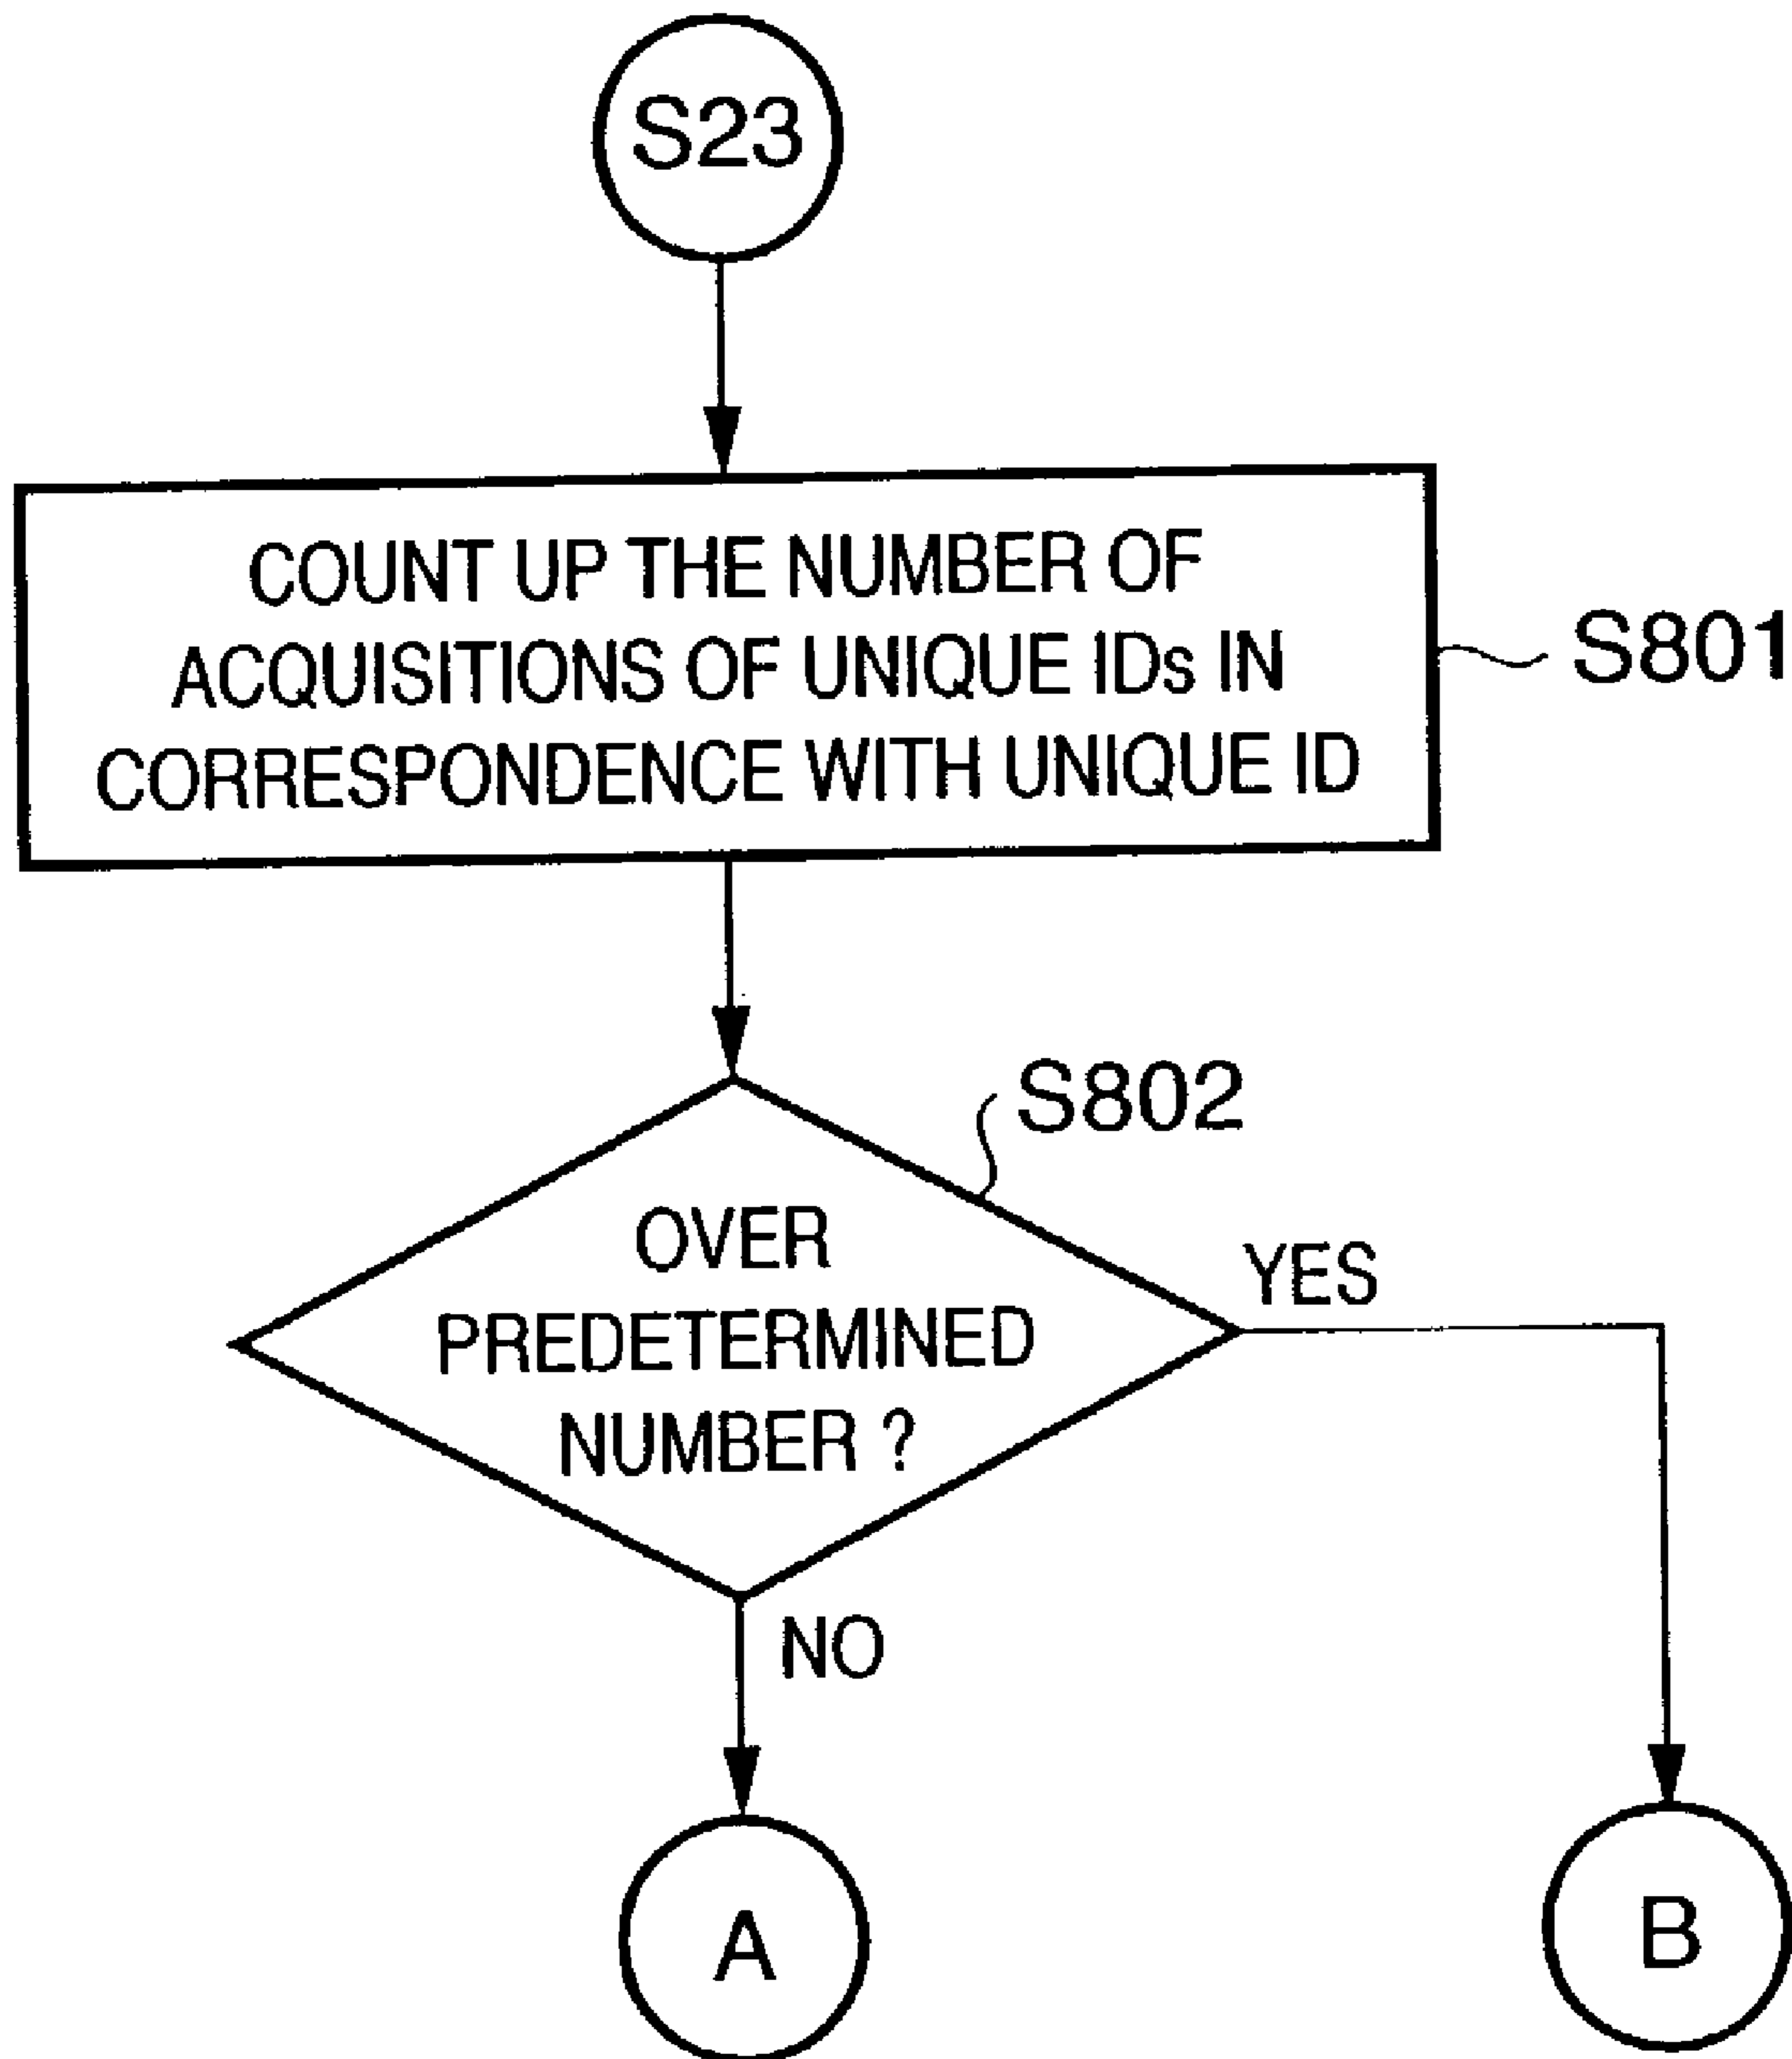 S23
COUNT UP THE NUMBER OF
ACQUISITIONS OF UNIQUE IDs IN
CORRESPONDENCE WITH UNIQUE ID
S801
S802
OVER
PREDETERMINED
NUMBER ?
YES
NO
A
B